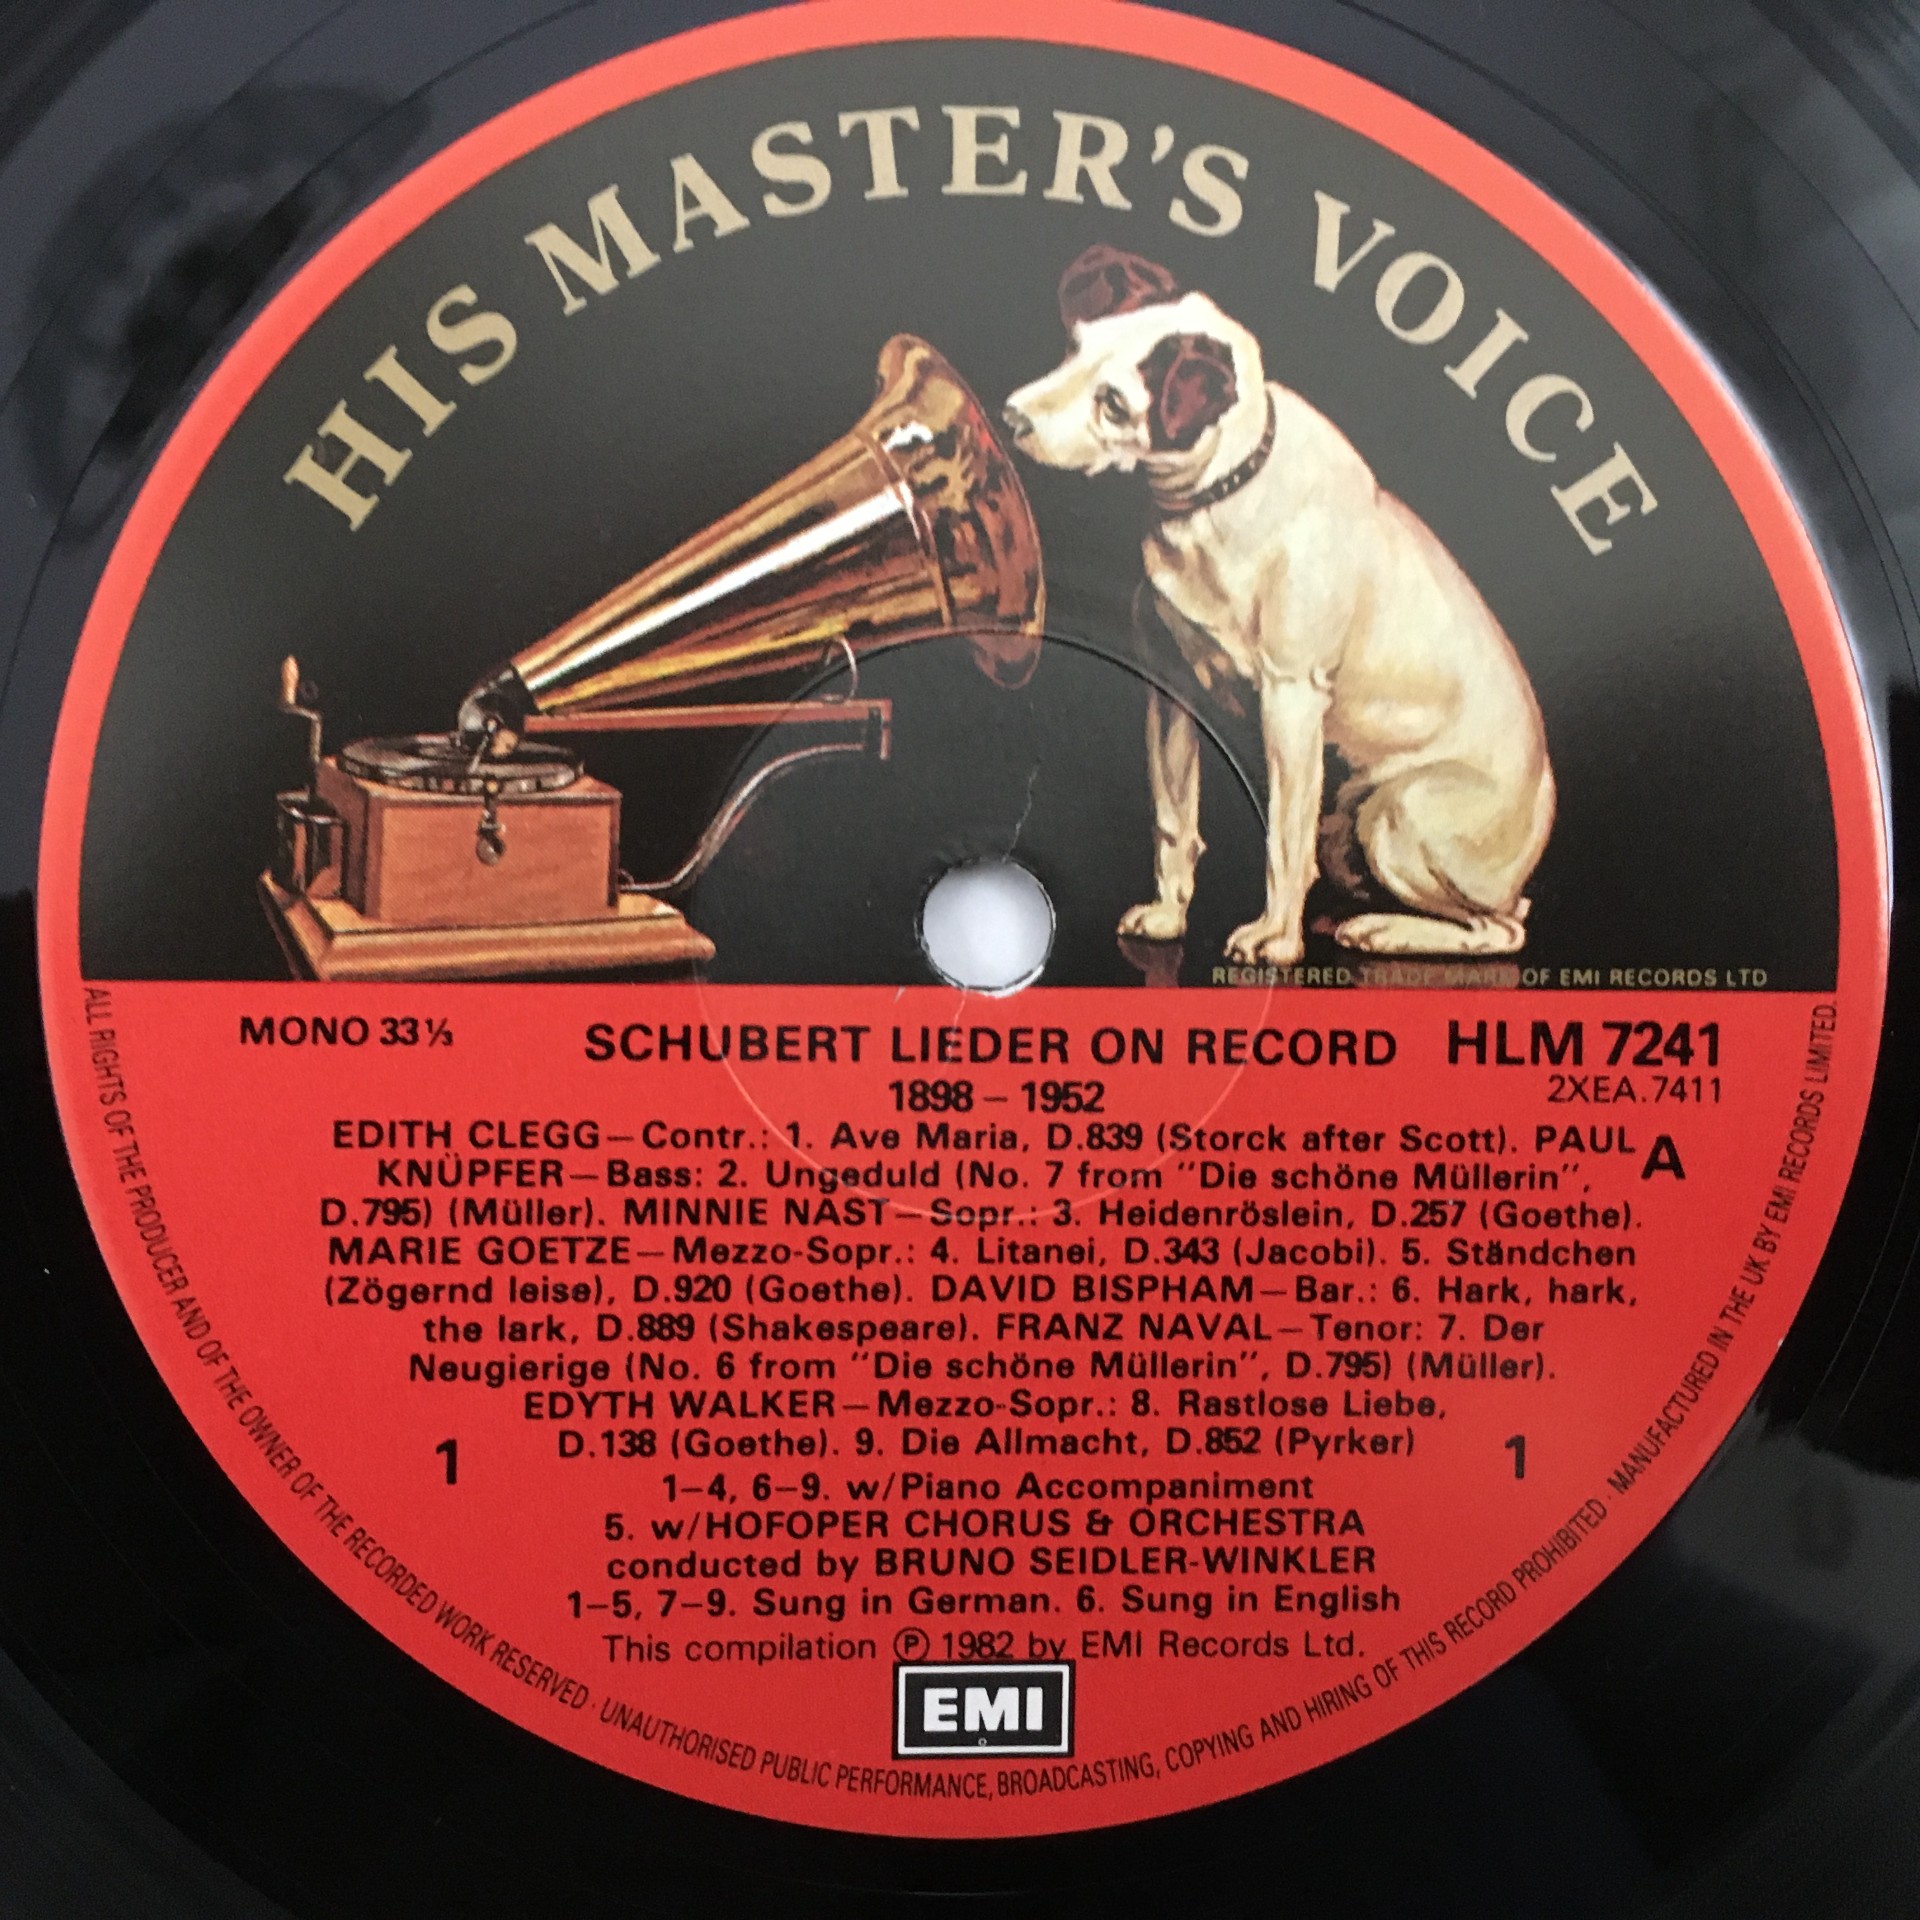 HIS MASTER'S VOICE
REGISTERED TRADE MARK OF EMI RECORDS LTD
MONO 33⅓
SCHUBERT LIEDER ON RECORD
HLM 7241
1898 – 1952
2XEA.7411
EDITH CLEGG—Contr.: 1. Ave Maria, D.839 (Storck after Scott). PAUL
A
KNÜPFER—Bass: 2. Ungeduld (No. 7 from "Die schöne Müllerin",
D.795) (Müller). MINNIE NAST—Sopr.: 3. Heidenröslein, D.257 (Goethe).
MARIE GOETZE—Mezzo-Sopr.: 4. Litanei, D.343 (Jacobi). 5. Ständchen
(Zögernd leise), D.920 (Goethe). DAVID BISPHAM—Bar.: 6. Hark, hark,
the lark, D.889 (Shakespeare). FRANZ NAVAL—Tenor: 7. Der
Neugierige (No. 6 from "Die schöne Müllerin", D.795) (Müller).
EDYTH WALKER—Mezzo-Sopr.: 8. Rastlose Liebe,
D.138 (Goethe). 9. Die Allmacht, D.852 (Pyrker)
1
1
1–4, 6–9. w/Piano Accompaniment
5. w/HOFOPER CHORUS & ORCHESTRA
conducted by BRUNO SEIDLER-WINKLER
1–5, 7–9. Sung in German. 6. Sung in English
This compilation ℗ 1982 by EMI Records Ltd.
EMI
ALL RIGHTS OF THE PRODUCER AND OF THE OWNER OF THE RECORDED WORK RESERVED · UNAUTHORISED PUBLIC PERFORMANCE, BROADCASTING, COPYING AND HIRING OF THIS RECORD PROHIBITED · MANUFACTURED IN THE UK BY EMI RECORDS LIMITED.